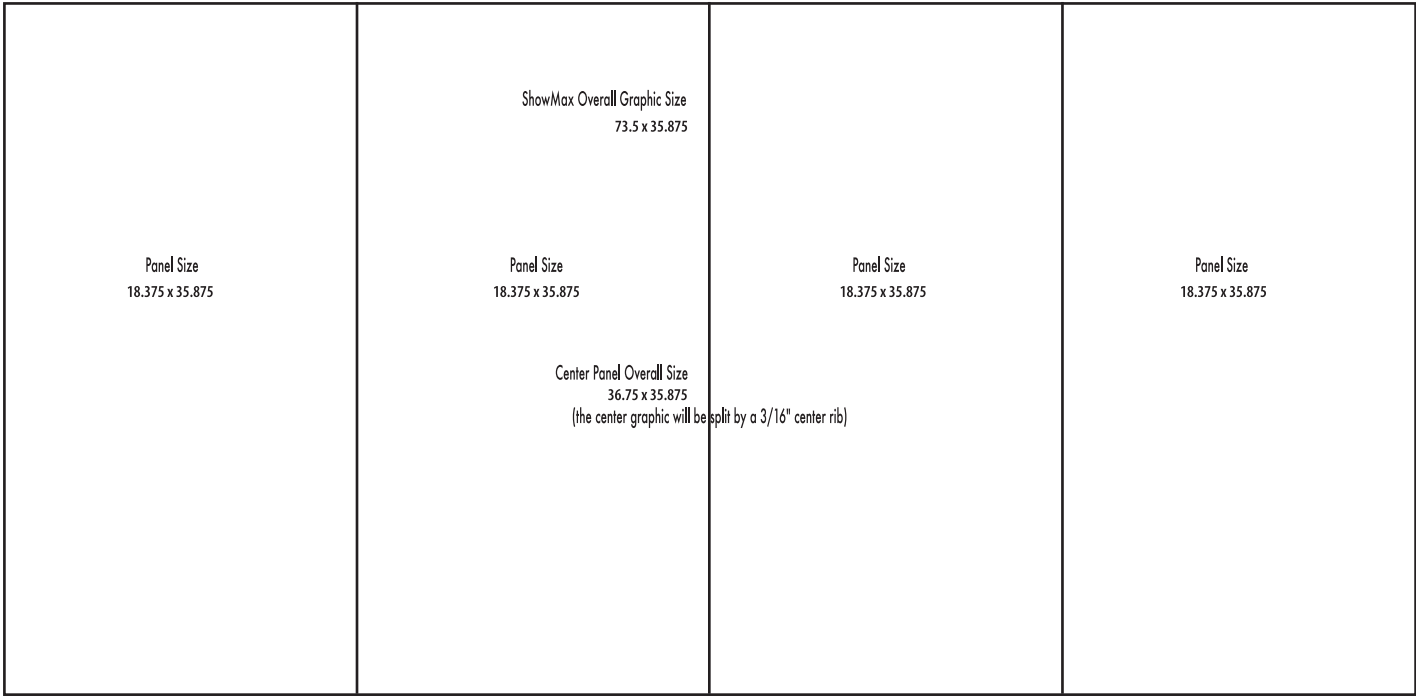 ShowMax Overall Graphic Size
73.5 x 35.875
Panel Size
18.375 x 35.875
Panel Size
18.375 x 35.875
Panel Size
18.375 x 35.875
Panel Size
18.375 x 35.875
Center Panel Overall Size
36.75 x 35.875
(the center graphic will be split by a 3/16" center rib)